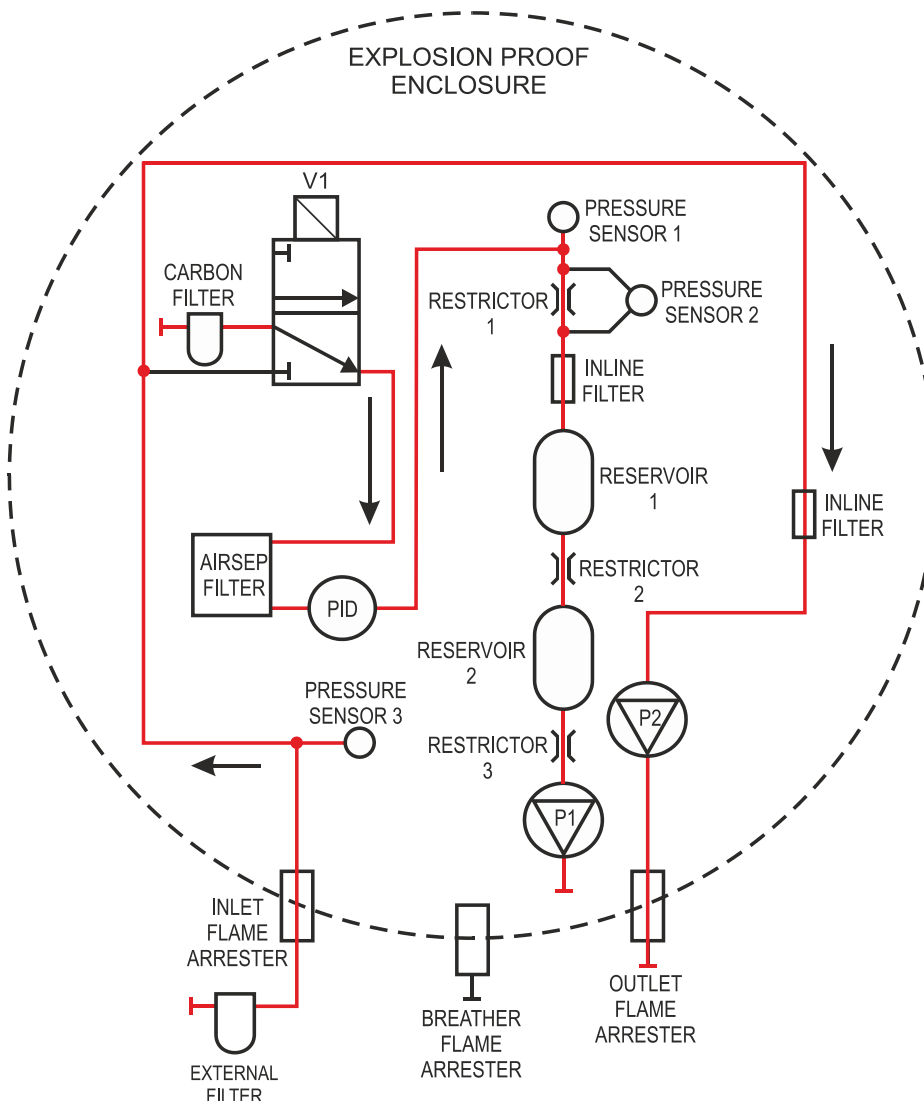 EXPLOSION PROOF
ENCLOSURE
V1
PRESSURE
SENSOR 1
CARBON
FILTER
RESTRICTOR
1
PRESSURE
SENSOR 2
INLINE
FILTER
RESERVOIR
1
INLINE
FILTER
AIRSEP
FILTER
RESTRICTOR
2
PID
RESERVOIR
2
PRESSURE
SENSOR 3
P2
RESTRICTOR
3
P1
INLET
FLAME
ARRESTER
OUTLET
FLAME
ARRESTER
BREATHER
FLAME
ARRESTER
EXTERNAL
FILTER